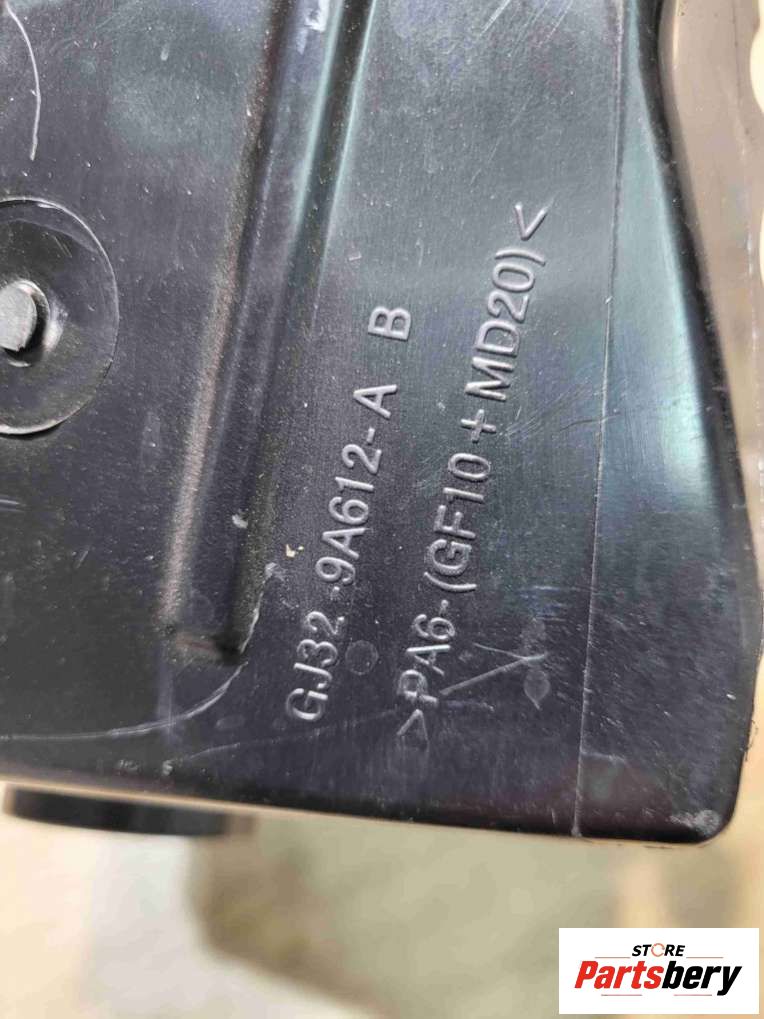 GJ32 -9A612-A B
>PA6-(GF10+MD20)<
STORE
Partsbery